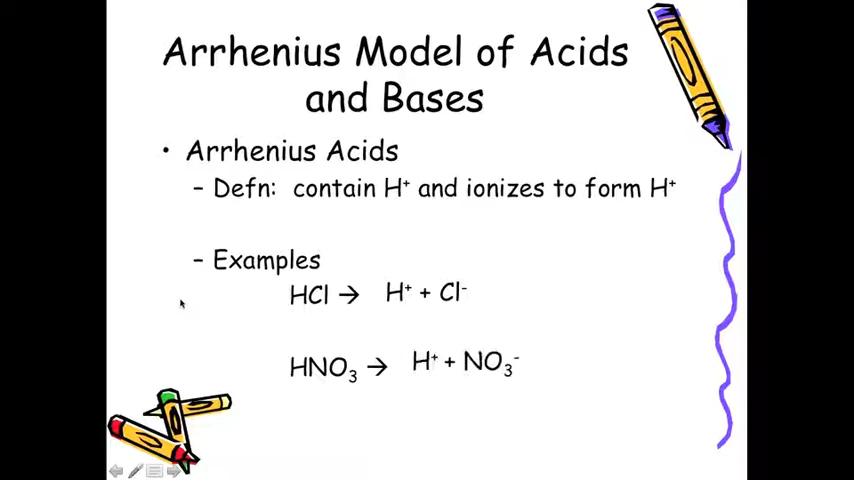 Arrhenius Model of Acids
and Bases
• Arrhenius Acids
– Defn: contain H⁺ and ionizes to form H⁺
– Examples
HCl → H⁺ + Cl⁻
HNO₃ → H⁺ + NO₃⁻